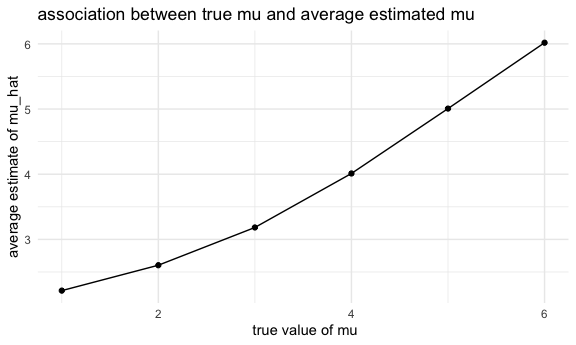 association between true mu and average estimated mu
average estimate of mu_hat
6
5
4
3
2
4
6
true value of mu